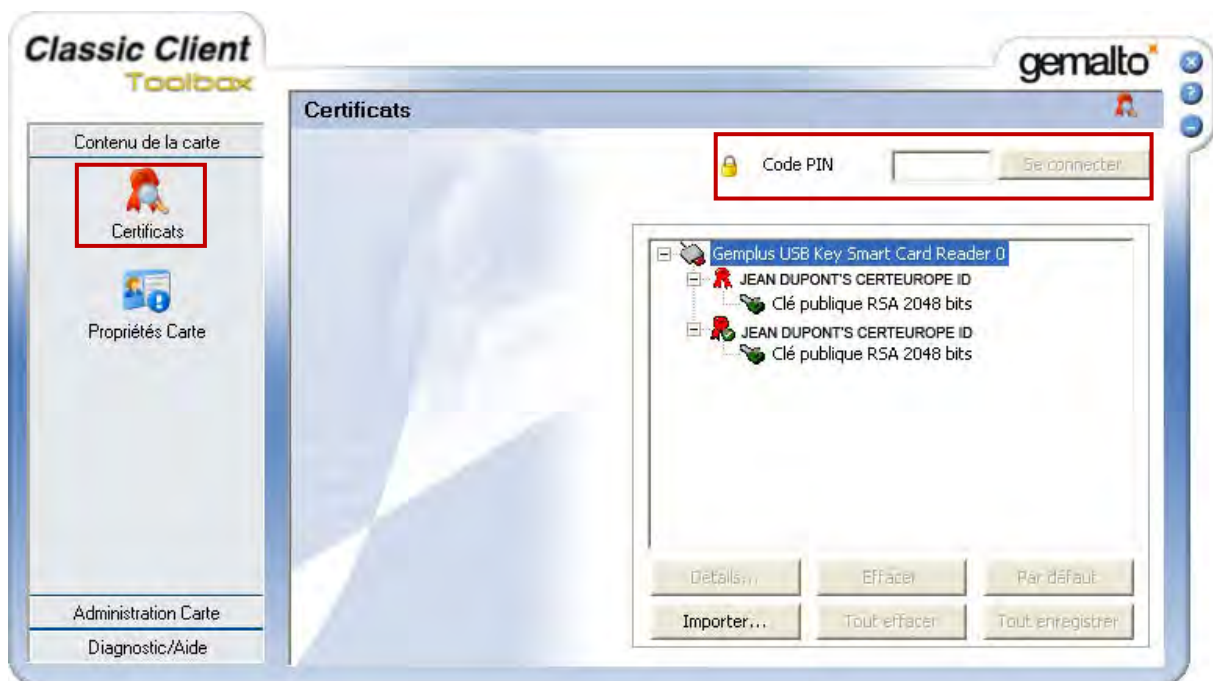 Classic Client
Toolbox
gemalto
Certificats
Contenu de la carte
Certificats
Propriétés Carte
Administration Carte
Diagnostic/Aide
Code PIN
Se connecter
Gemplus USB Key Smart Card Reader 0
JEAN DUPONT'S CERTEUROPE ID
Clé publique RSA 2048 bits
JEAN DUPONT'S CERTEUROPE ID
Clé publique RSA 2048 bits
Détails... Effacer Par défaut
Importer... Tout effacer Tout enregistrer